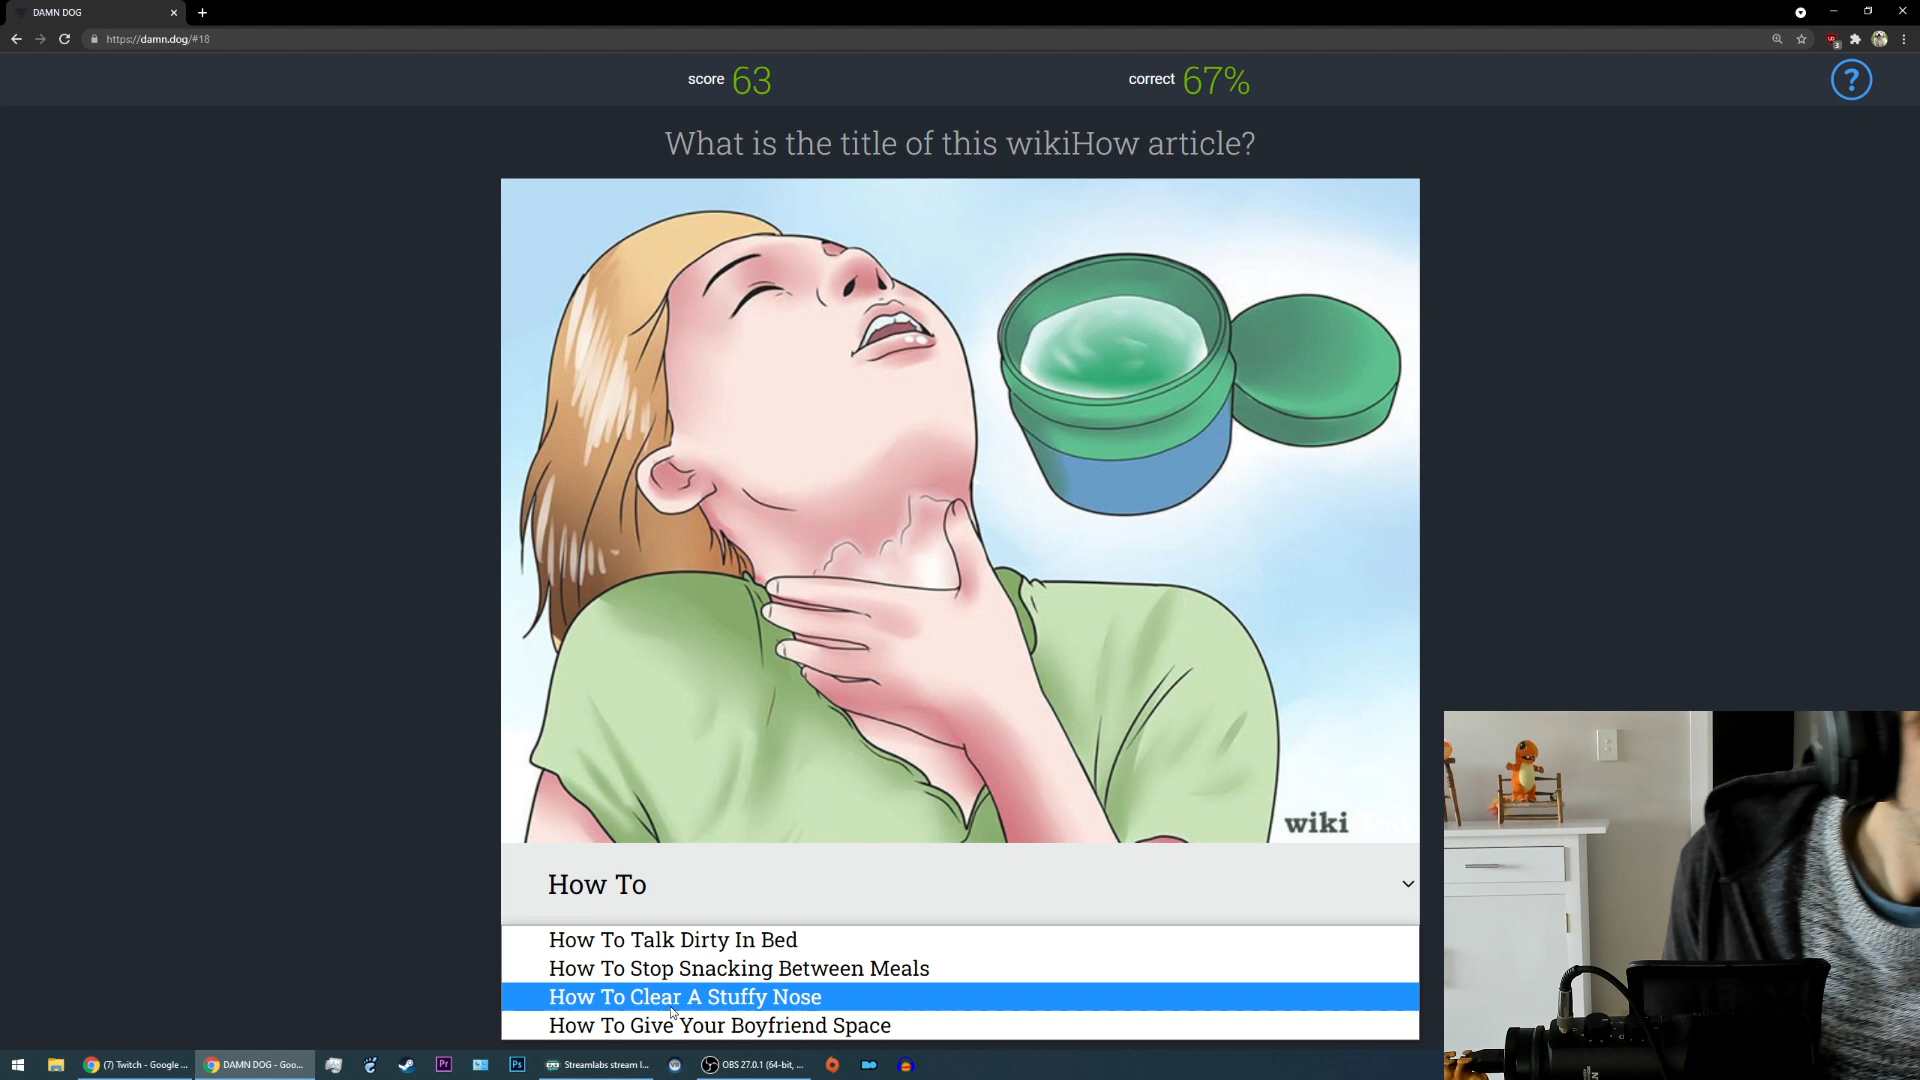 DAMN DOG
https://damn.dog/#18
score 63
correct 67%
?
What is the title of this wikiHow article?
wiki
How To
How To Talk Dirty In Bed
How To Stop Snacking Between Meals
How To Clear A Stuffy Nose
How To Give Your Boyfriend Space
(7) Twitch - Google ...
DAMN DOG - Goo...
Pr
Ps
Streamlabs stream l...
OBS 27.0.1 (64-bit, ...